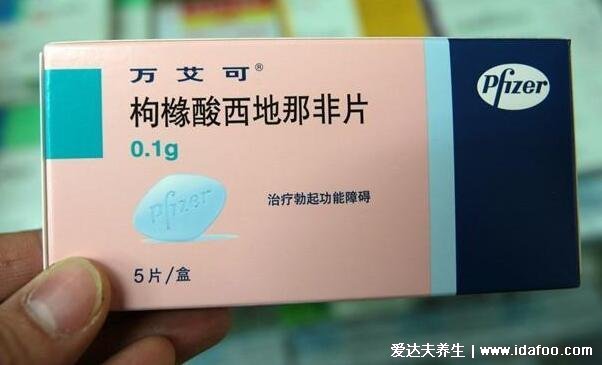 万艾可®
Pfizer
枸橼酸西地那非片
0.1g
Pfizer
治疗勃起功能障碍
5片/盒
爱达夫养生 | www.idafoo.com